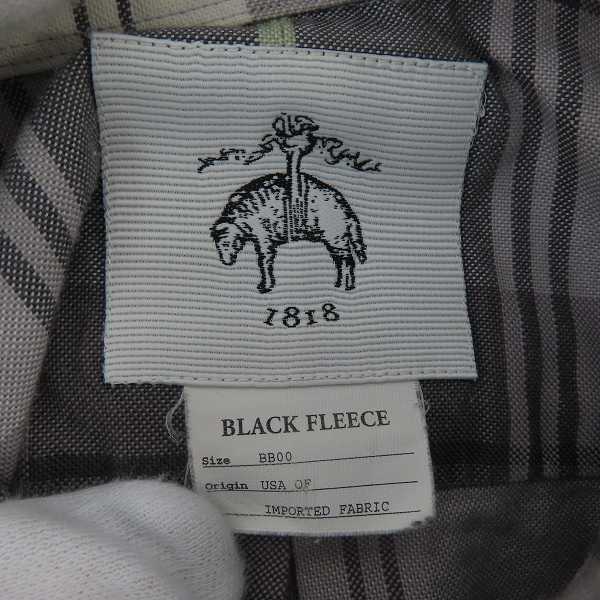 1818
BLACK FLEECE
Size BB00
Origin USA OF
IMPORTED FABRIC